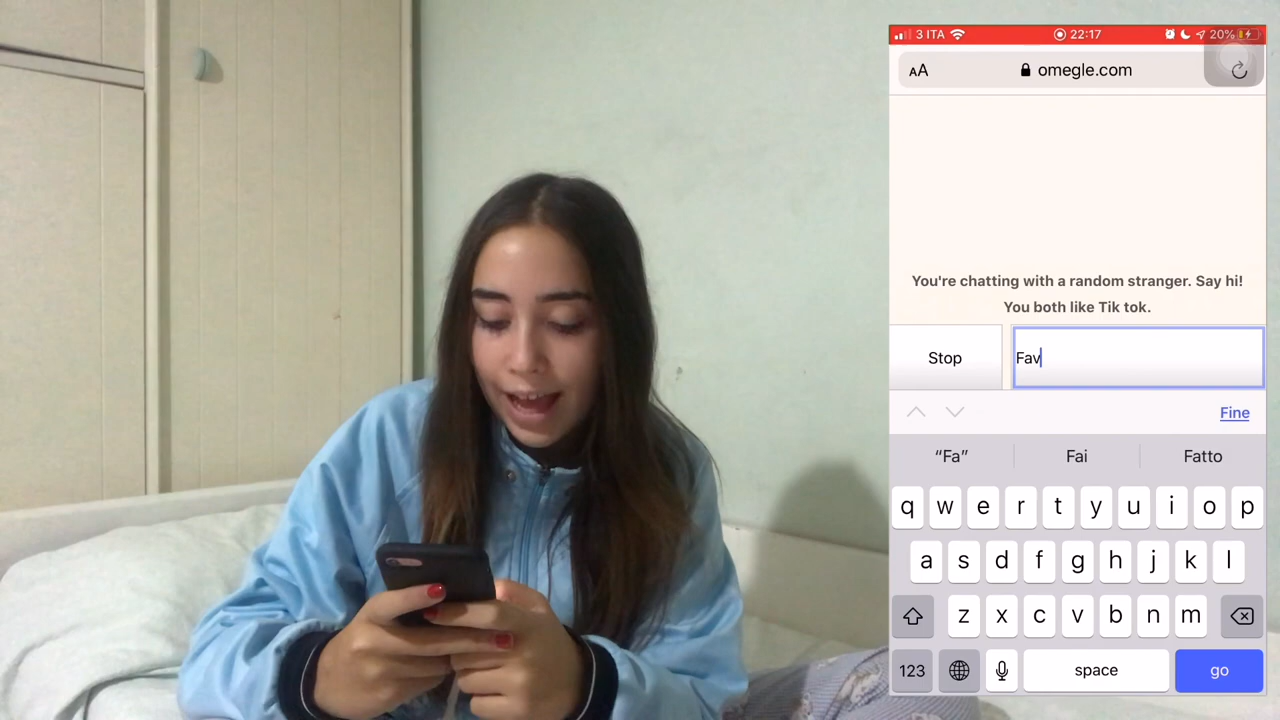 3 ITA 22:17 20%
AA omegle.com
You're chatting with a random stranger. Say hi!
You both like Tik tok.
Stop Fav
Fine
“Fa” Fai Fatto
q w e r t y u i o p
a s d f g h j k l
z x c v b n m
123 space go